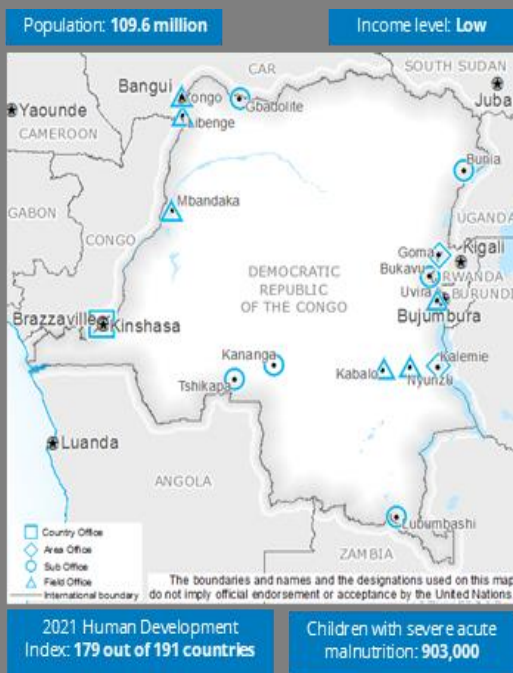 Population: 109.6 million
Income level: Low
CAR
SOUTH SUDAN
Bangui
Zongo
Gbadolite
Juba
Yaounde
Libenge
CAMEROON
Bunia
Mbandaka
GABON
UGANDA
CONGO
Goma
Kigali
Bukavu
RWANDA
DEMOCRATIC
REPUBLIC
OF THE CONGO
Uvira
BURUNDI
Bujumbura
Brazzaville
Kinshasa
Kananga
Kalemie
Kabalo
Nyunzu
Tshikapa
Luanda
ANGOLA
Lubumbashi
ZAMBIA
Country Office
Area Office
Sub Office
Field Office
International boundary
The boundaries and names and the designations used on this map
do not imply official endorsement or acceptance by the United Nations
2021 Human Development
Index: 179 out of 191 countries
Children with severe acute
malnutrition: 903,000